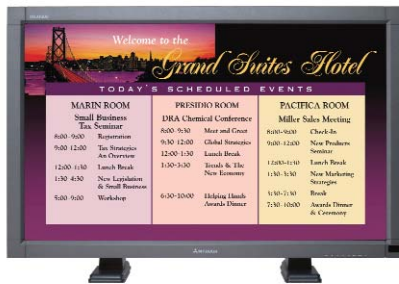 Welcome to the
Grand Suites Hotel
TODAY'S SCHEDULED EVENTS
MARIN ROOM
Small Business
Tax Seminar
8:00-9:00 Registration
9:00-12:00 Tax Strategies
An Overview
12:00-1:30 Lunch Break
1:30-4:30 New Legislation
& Small Business
5:00-9:00 Workshop
PRESIDIO ROOM
DRA Chemical Conference
8:00-9:30 Meet and Greet
9:30-12:00 Global Strategies
12:00-1:30 Lunch Break
1:30-3:30 Trends & The
New Economy
6:30-10:00 Helping Hands
Awards Dinner
PACIFICA ROOM
Miller Sales Meeting
8:00-9:00 Check-In
9:00-12:00 New Products
Seminar
12:00-1:30 Lunch Break
1:30-3:30 New Marketing
Strategies
3:30-7:30 Break
7:30-10:00 Awards Dinner
& Ceremony
MITSUBISHI